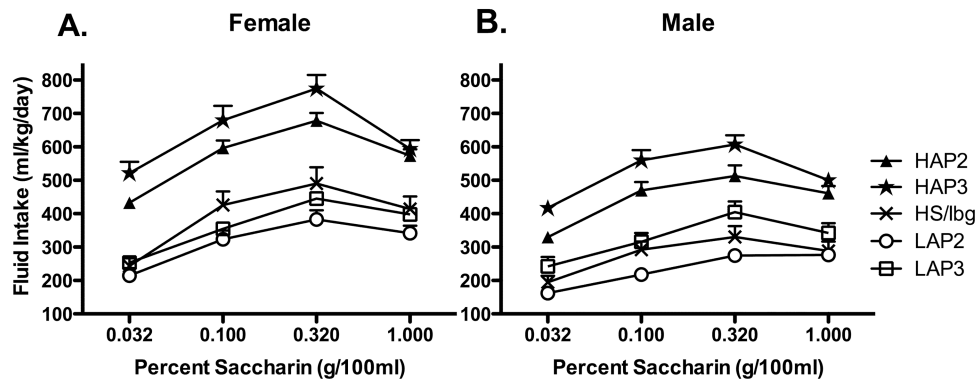 A.
Female
B.
Male
Fluid Intake (ml/kg/day)
800
700
600
500
400
300
200
100
0.032 0.100 0.320 1.000
Percent Saccharin (g/100ml)
800
700
600
500
400
300
200
100
0.032 0.100 0.320 1.000
Percent Saccharin (g/100ml)
HAP2
HAP3
HS/Ibg
LAP2
LAP3